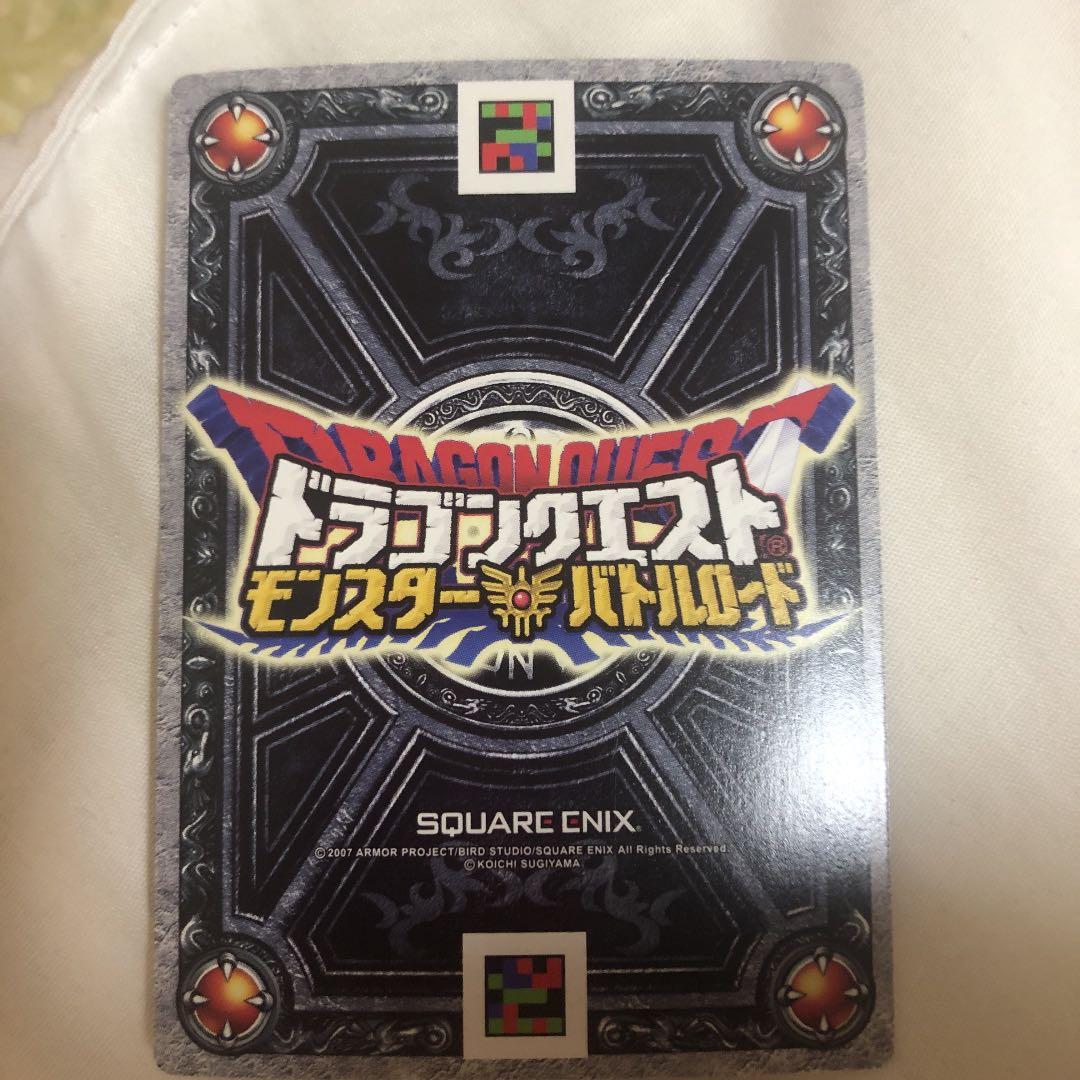 DRAGON QUEST
ドラゴンクエスト®
モンスターバトルロード
SQUARE ENIX®
©2007 ARMOR PROJECT/BIRD STUDIO/SQUARE ENIX All Rights Reserved.
©KOICHI SUGIYAMA